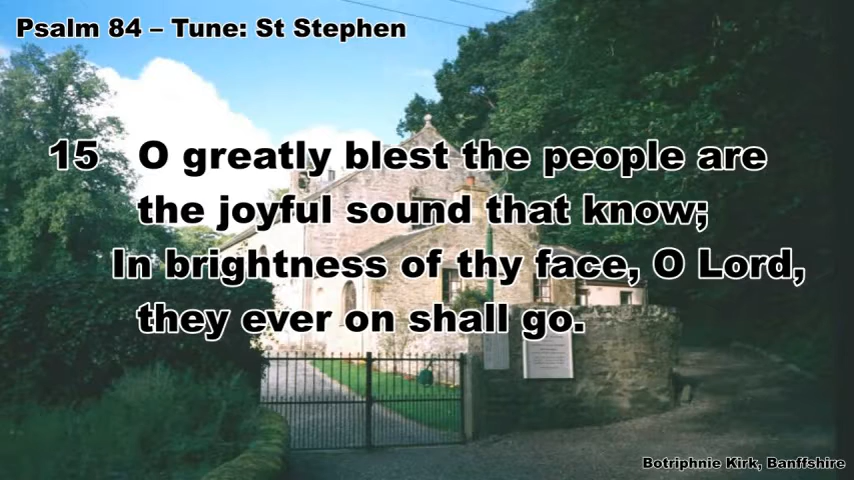 Psalm 84 – Tune: St Stephen
15 O greatly blest the people are
the joyful sound that know;
In brightness of thy face, O Lord,
they ever on shall go.
Botriphnie Kirk, Banffshire